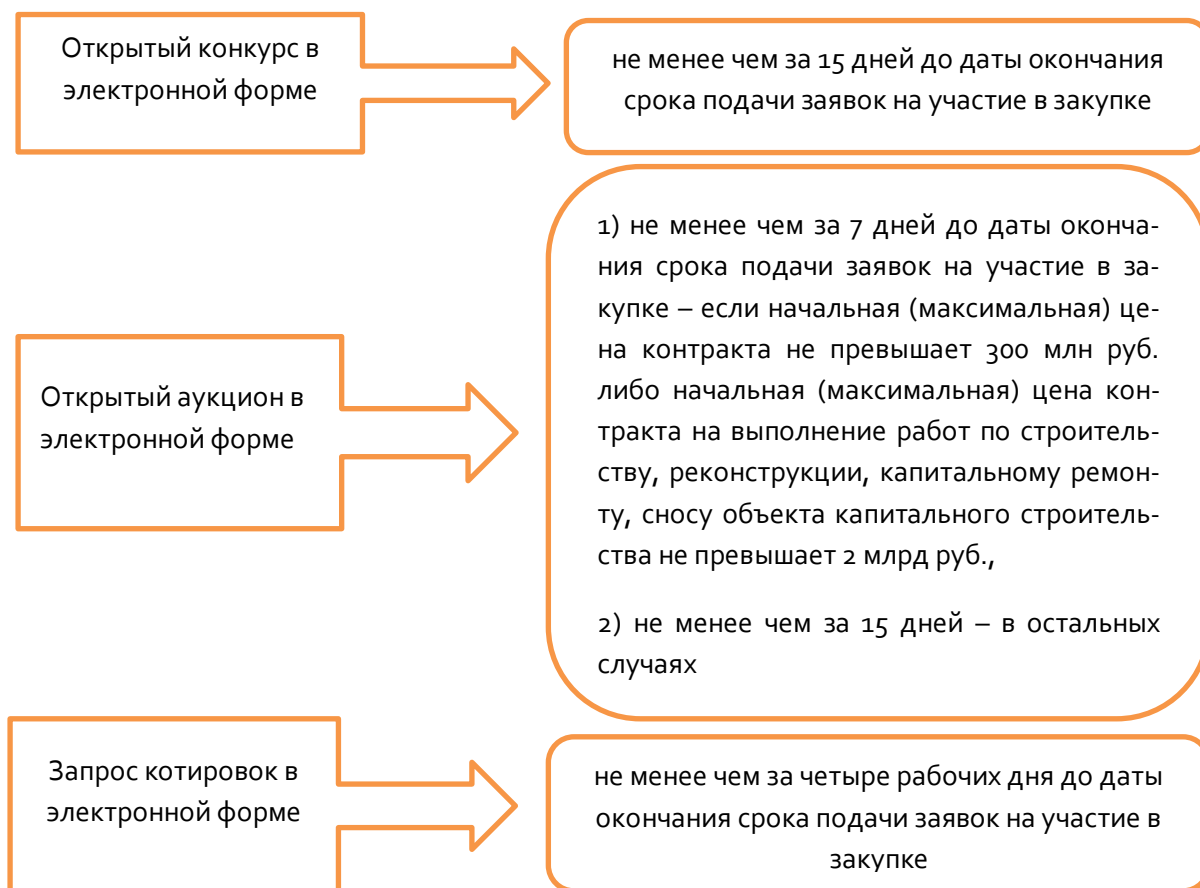 Открытый конкурс в
электронной форме
не менее чем за 15 дней до даты окончания
срока подачи заявок на участие в закупке
Открытый аукцион в
электронной форме
1) не менее чем за 7 дней до даты оконча-
ния срока подачи заявок на участие в за-
купке – если начальная (максимальная) це-
на контракта не превышает 300 млн руб.
либо начальная (максимальная) цена кон-
тракта на выполнение работ по строитель-
ству, реконструкции, капитальному ремон-
ту, сносу объекта капитального строитель-
ства не превышает 2 млрд руб.,
2) не менее чем за 15 дней – в остальных
случаях
Запрос котировок в
электронной форме
не менее чем за четыре рабочих дня до даты
окончания срока подачи заявок на участие в
закупке